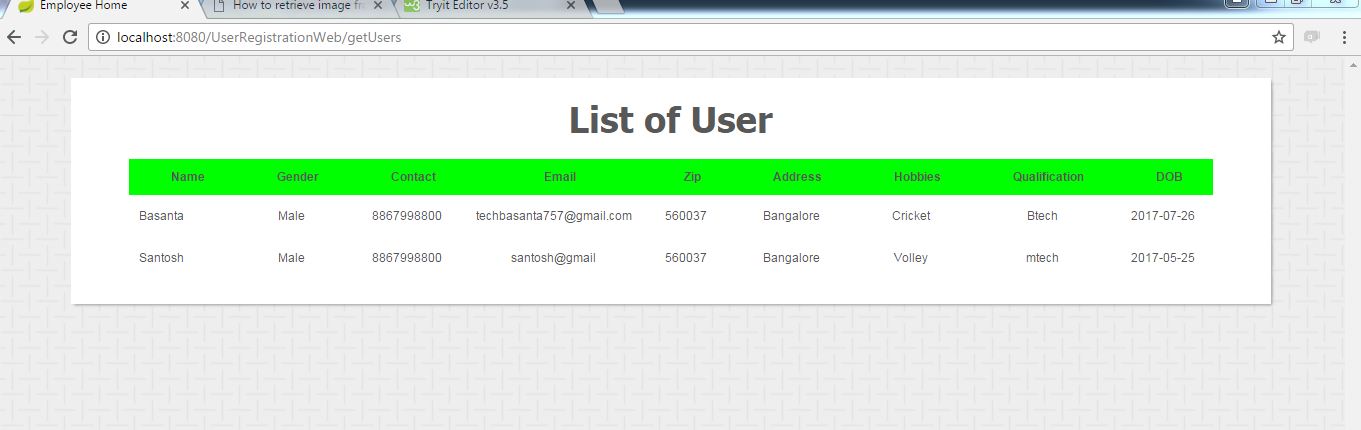 Employee Home
How to retrieve image fr
Tryit Editor v3.5
localhost:8080/UserRegistrationWeb/getUsers
List of User
Name Gender Contact Email Zip Address Hobbies Qualification DOB
Basanta Male 8867998800 techbasanta757@gmail.com 560037 Bangalore Cricket Btech 2017-07-26
Santosh Male 8867998800 santosh@gmail 560037 Bangalore Volley mtech 2017-05-25